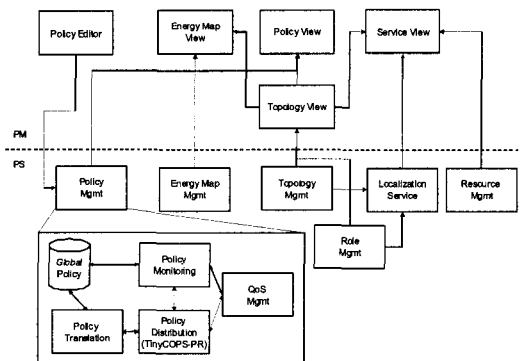 Policy Editor
Energy Map
View
Policy View
Service View
Topology View
PM
PS
Policy
Mgmt
Energy Map
Mgmt
Topology
Mgmt
Localization
Service
Resource
Mgmt
Role
Mgmt
Global
Policy
Policy
Monitoring
QoS
Mgmt
Policy
Translation
Policy
Distribution
(TinyCOPS-PR)